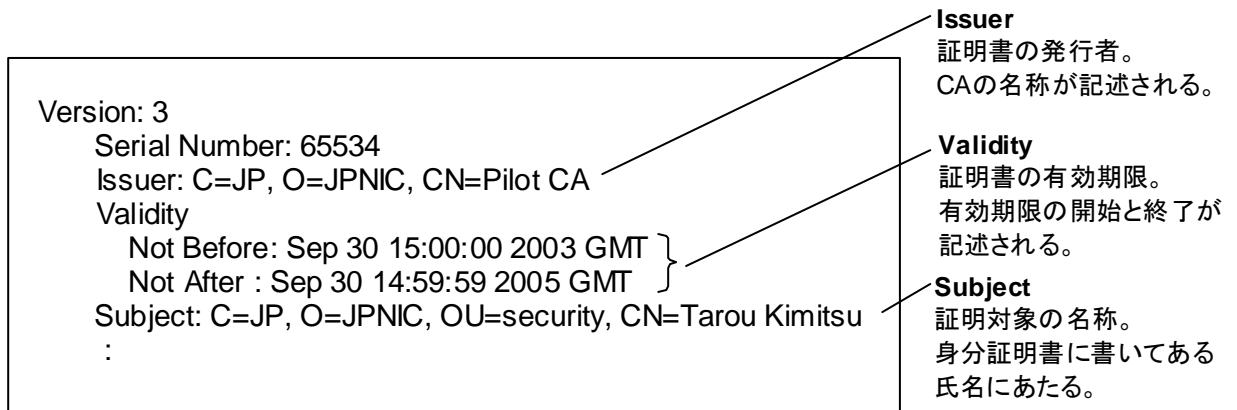 Version: 3
Serial Number: 65534
Issuer: C=JP, O=JPNIC, CN=Pilot CA
Validity
Not Before: Sep 30 15:00:00 2003 GMT
Not After : Sep 30 14:59:59 2005 GMT
Subject: C=JP, O=JPNIC, OU=security, CN=Tarou Kimitsu
:
Issuer
証明書の発行者。
CAの名称が記述される。
Validity
証明書の有効期限。
有効期限の開始と終了が
記述される。
Subject
証明対象の名称。
身分証明書に書いてある
氏名にあたる。